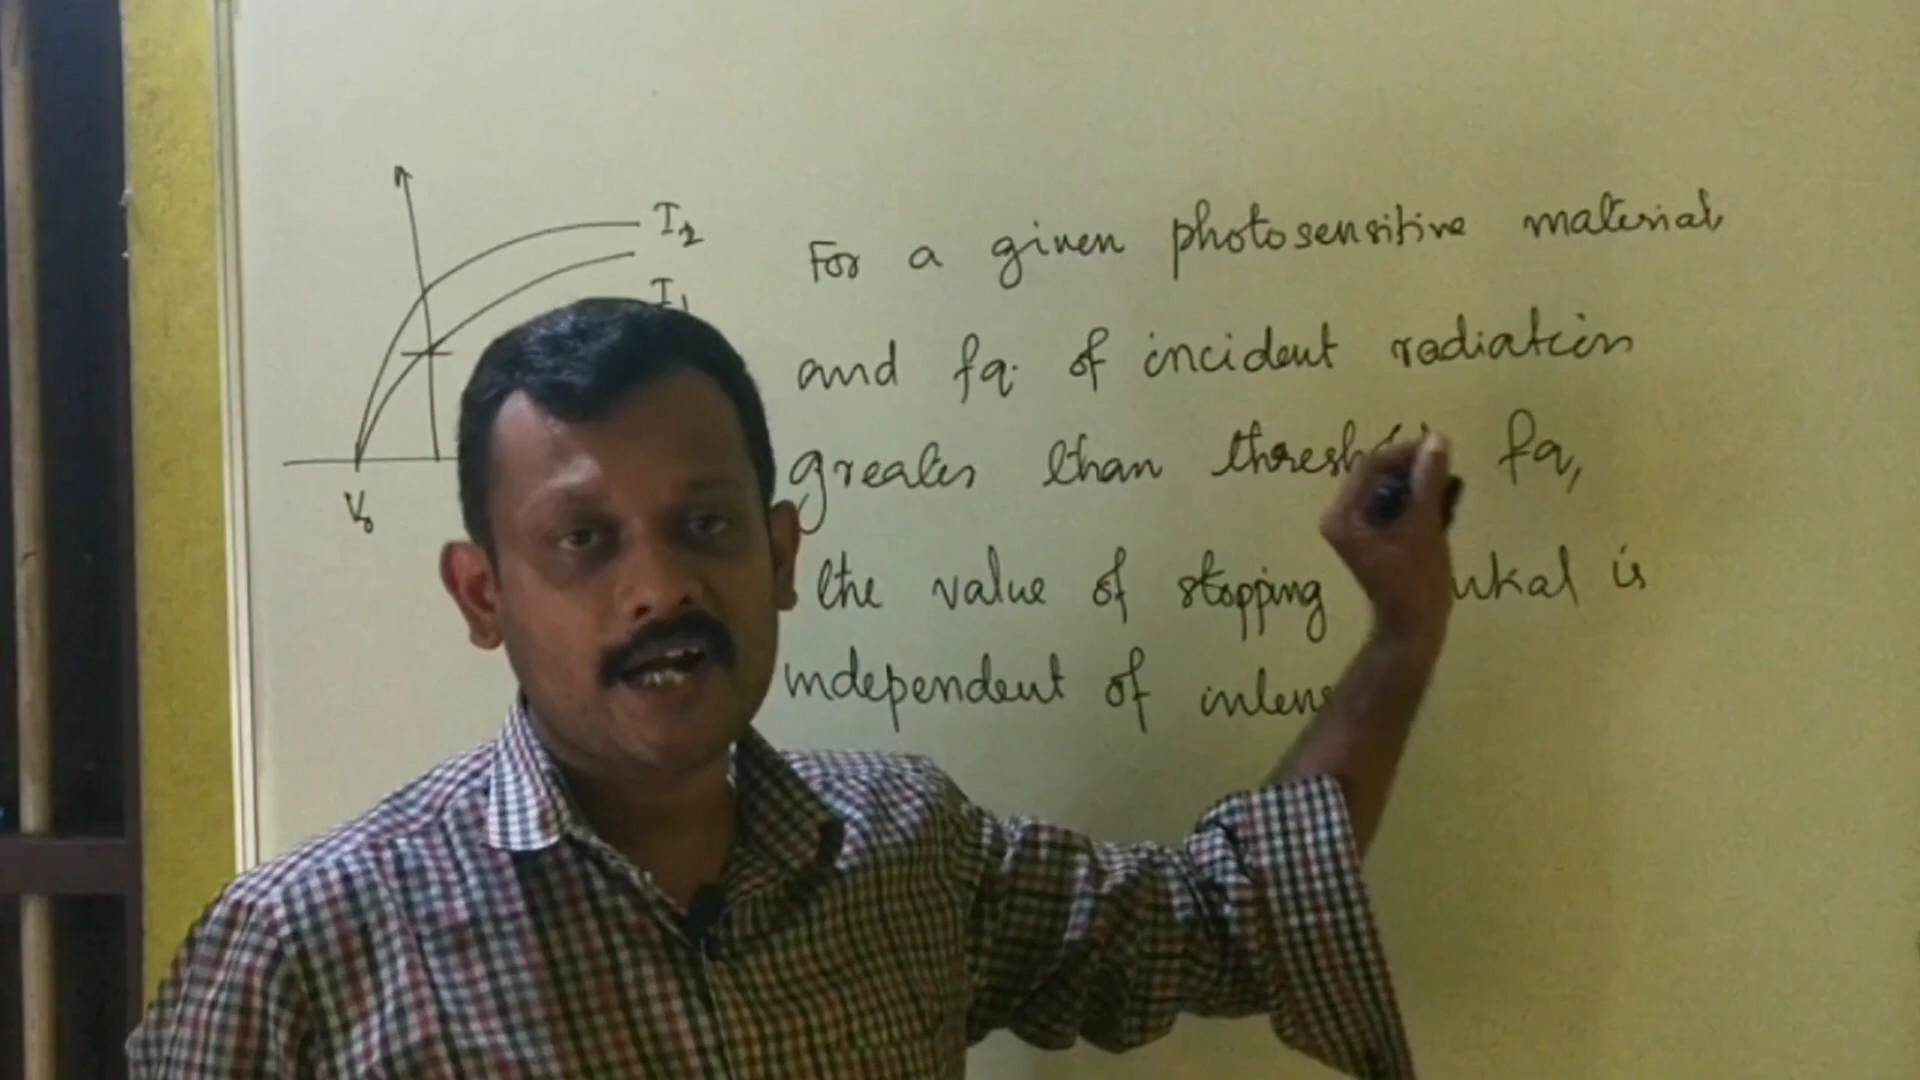 I2
I1
V0
For a given photosensitive material
and fq. of incident radiation
greater than fq,
the value of stopping is
independent of